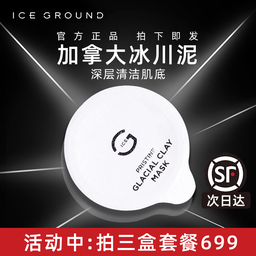 ICE GROUND
官方正品 拍下即发
加拿大冰川泥
深层清洁肌底
ICE
G
PRISTINE
GLACIAL CLAY
MASK
SF
次日达
活动中:拍三盒套餐699